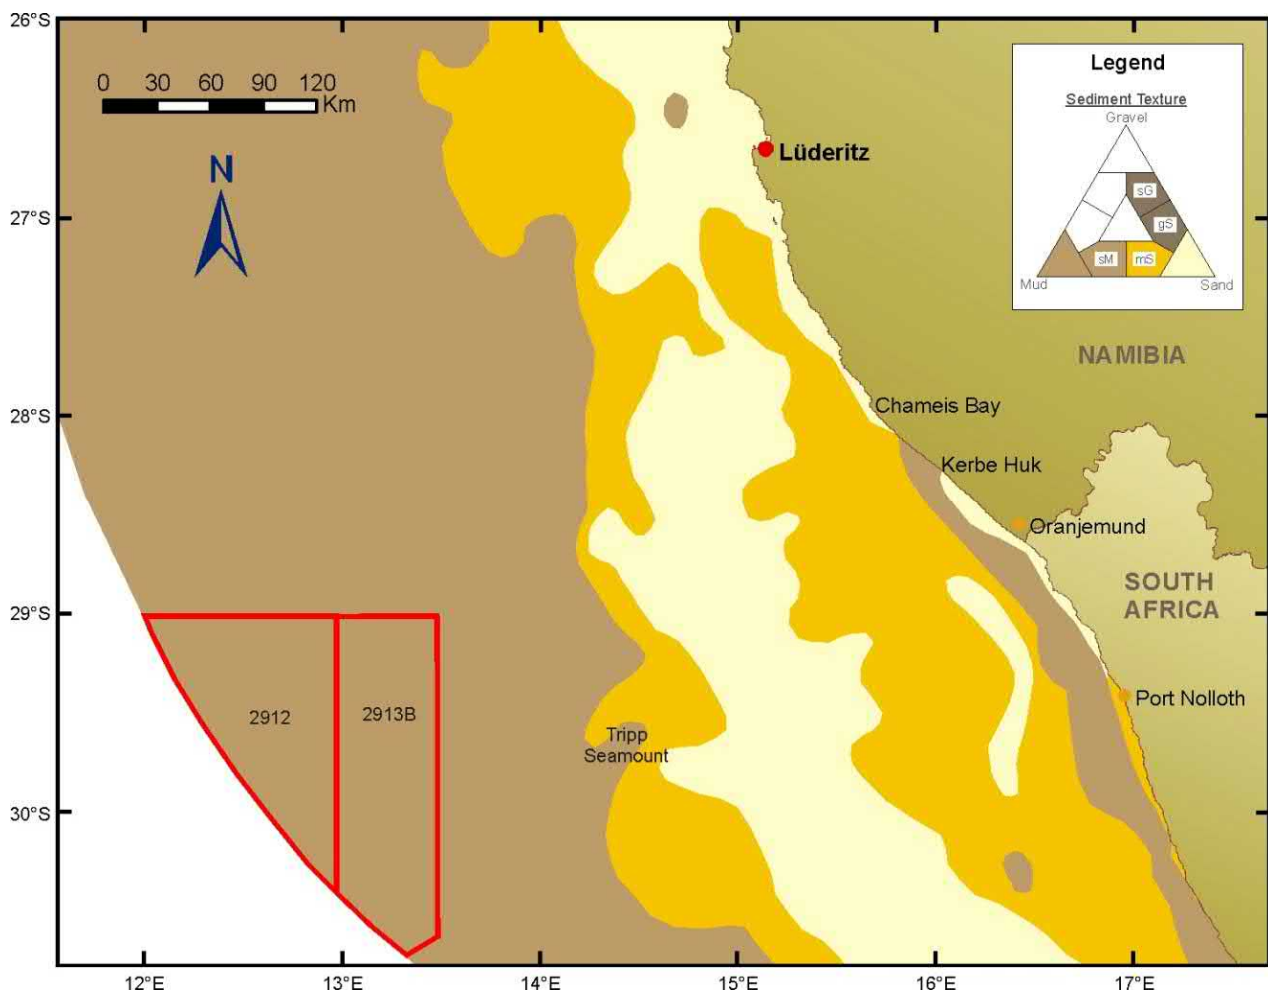 26°S
27°S
28°S
29°S
30°S
0 30 60 90 120
Km
N
Legend
Sediment Texture
Gravel
sG
gS
sM
mS
Mud
Sand
Lüderitz
NAMIBIA
Chameis Bay
Kerbe Huk
Oranjemund
SOUTH
AFRICA
Port Nolloth
2912
2913B
Tripp
Seamount
12°E
13°E
14°E
15°E
16°E
17°E